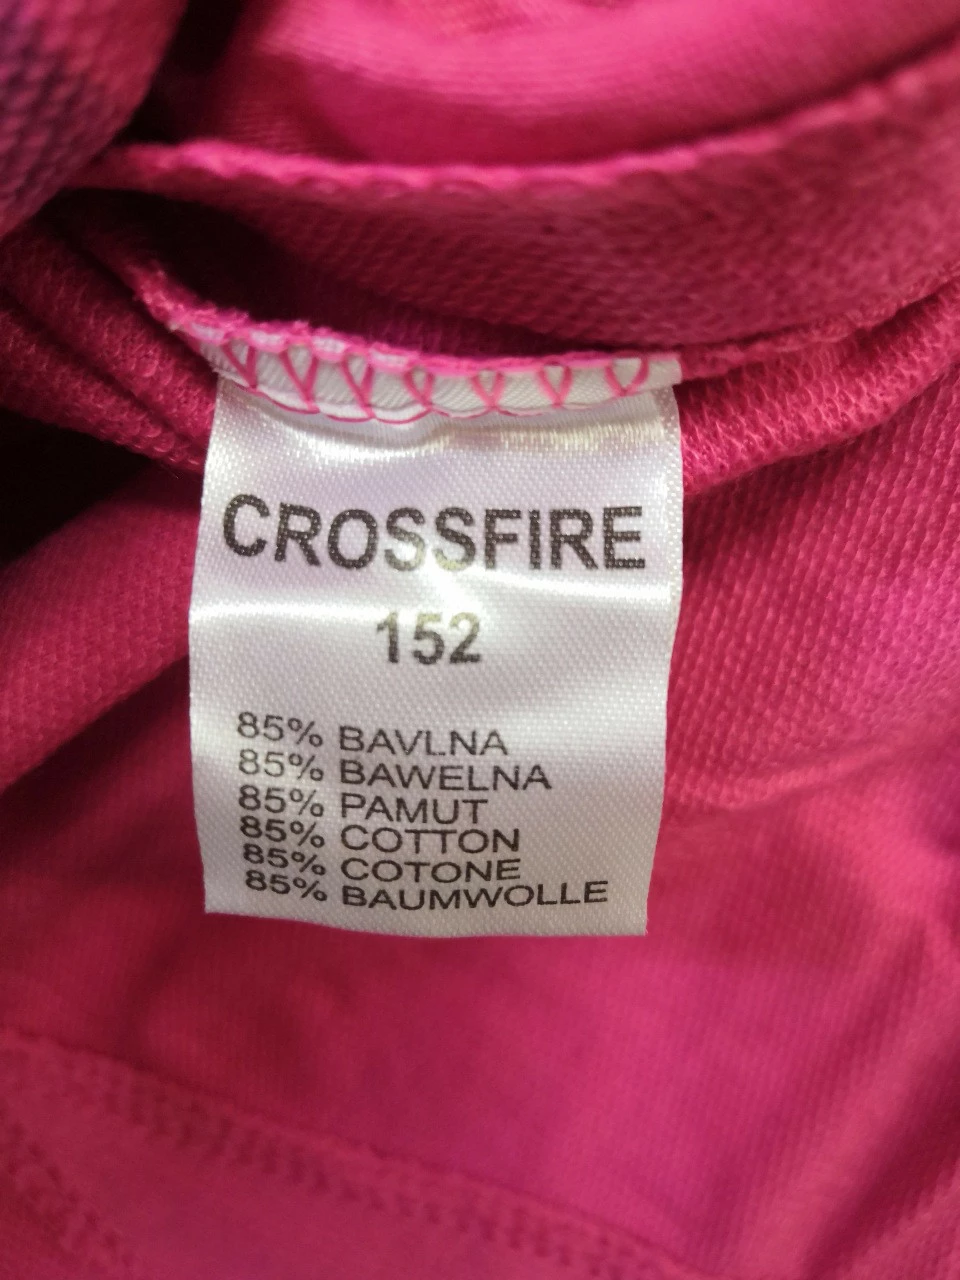 CROSSFIRE
152
85% BAVLNA
85% BAWELNA
85% PAMUT
85% COTTON
85% COTONE
85% BAUMWOLLE